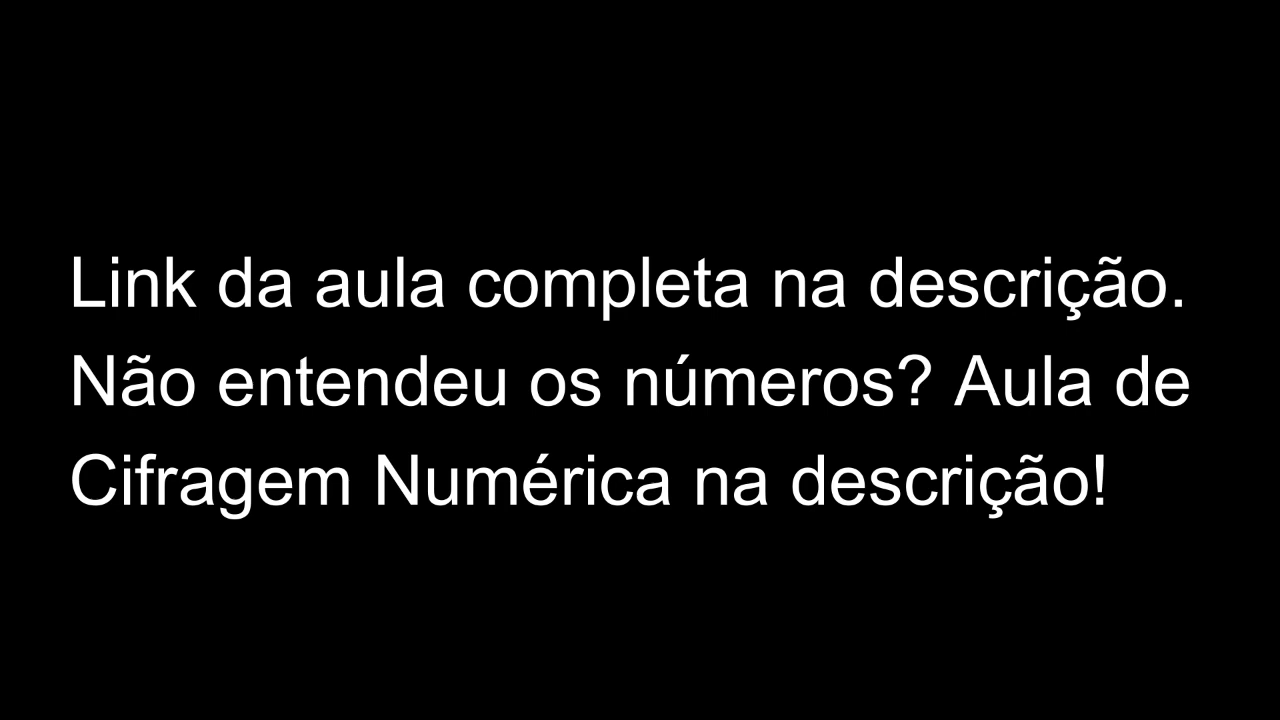 Link da aula completa na descrição.
Não entendeu os números? Aula de
Cifragem Numérica na descrição!